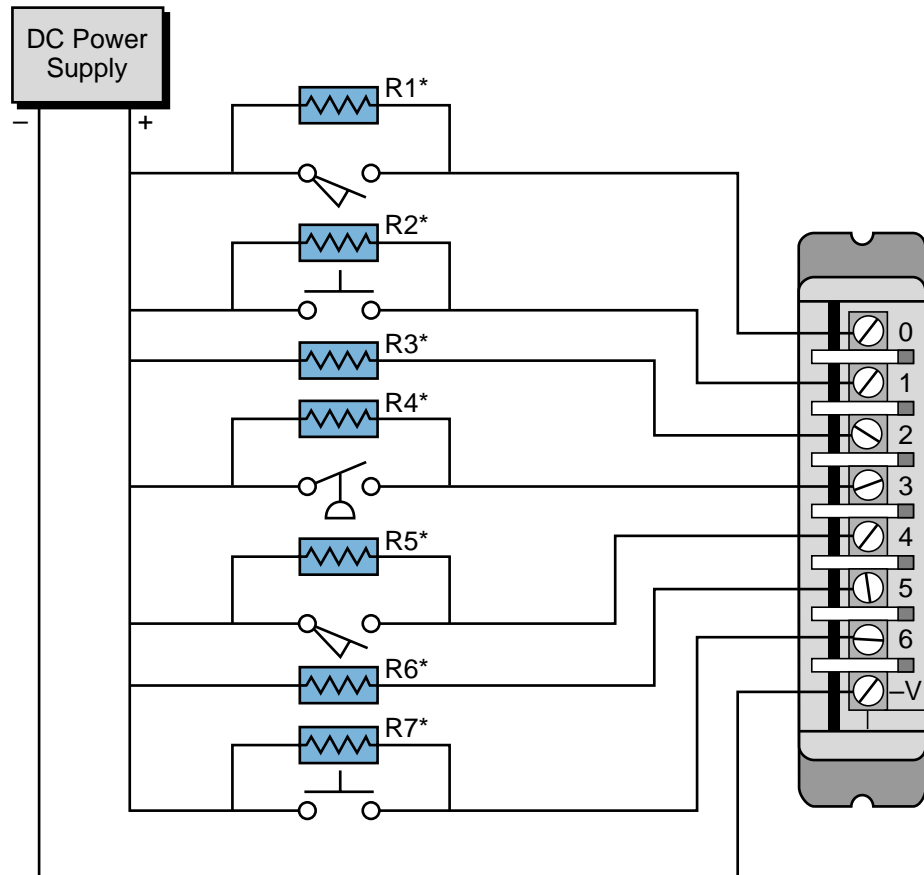 DC Power
Supply
–
+
R1*
R2*
R3*
R4*
R5*
R6*
R7*
0
1
2
3
4
5
6
–V